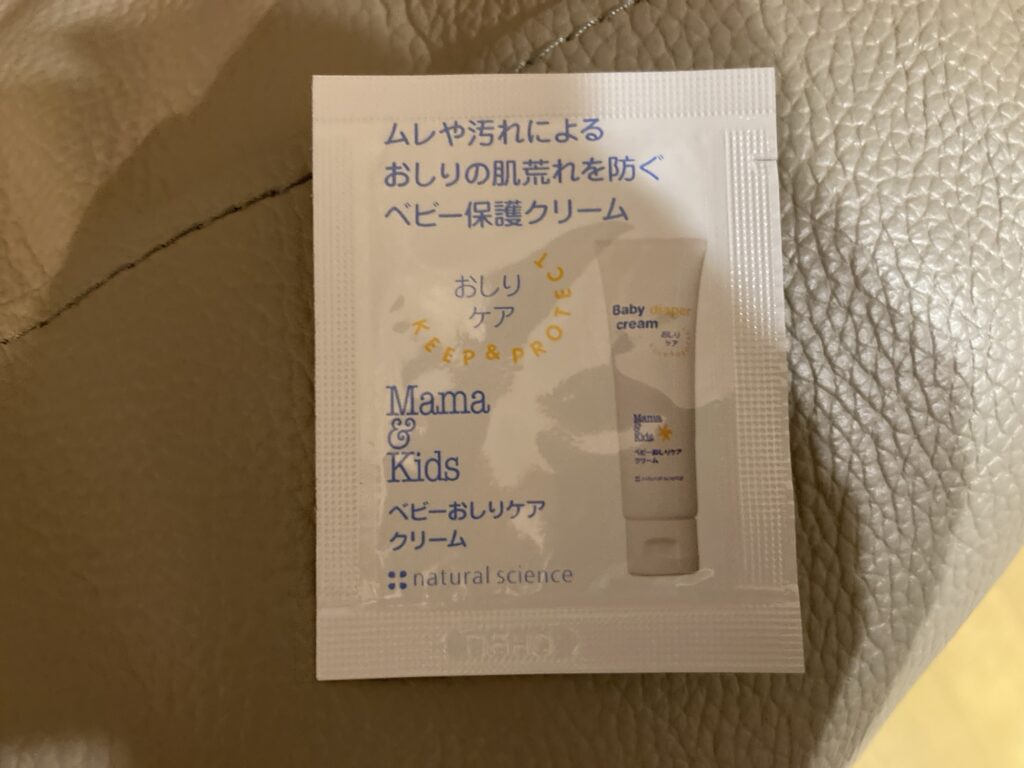 ムレや汚れによる
おしりの肌荒れを防ぐ
ベビー保護クリーム
おしり
ケア
KEEP & PROTECT
Mama
&
Kids
ベビーおしりケア
クリーム
natural science
Baby diaper
cream
おしり
ケア
Mama
&
Kids
ベビーおしりケア
クリーム
natural science